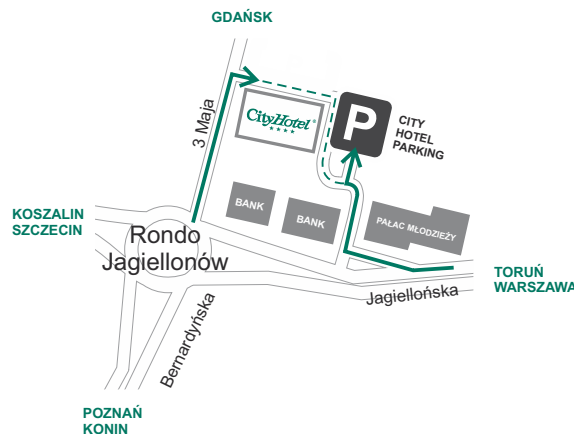 GDAŃSK
3 Maja
CityHotel
★★★★
P
CITY
HOTEL
PARKING
BANK
BANK
PAŁAC MŁODZIEŻY
KOSZALIN
SZCZECIN
Rondo
Jagiellonów
TORUŃ
WARSZAWA
Jagiellońska
Bernardyńska
POZNAŃ
KONIN